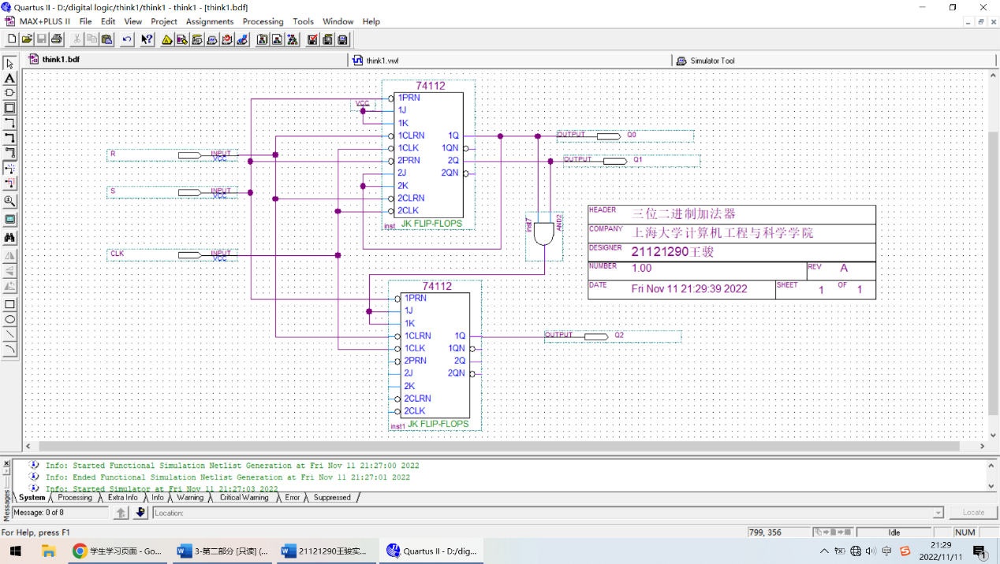 Quartus II - D:/digital logic/think1/think1 - think1 - [think1.bdf]
MAX+PLUS II File Edit View Project Assignments Processing Tools Window Help
think1.bdf
think1.vwf
Simulator Tool
74112
VCC
1PRN
1J
1K
1CLRN 1Q
1CLK 1QN
2PRN 2Q
2J 2QN
2K
2CLRN
2CLK
inst JK FLIP-FLOPS
R INPUT
VCC
S INPUT
VCC
CLK INPUT
VCC
OUTPUT Q0
OUTPUT Q1
inst7
AND2
HEADER 三位二进制加法器
COMPANY 上海大学计算机工程与科学学院
DESIGNER 21121290王骏
NUMBER 1.00 REV A
DATE Fri Nov 11 21:29:39 2022 SHEET 1 OF 1
74112
1PRN
1J
1K
1CLRN 1Q
1CLK 1QN
2PRN 2Q
2J 2QN
2K
2CLRN
2CLK
inst1 JK FLIP-FLOPS
OUTPUT Q2
Info: Started Functional Simulation Netlist Generation at Fri Nov 11 21:27:00 2022
Info: Ended Functional Simulation Netlist Generation at Fri Nov 11 21:27:01 2022
Info: Started Simulator at Fri Nov 11 21:27:03 2022
System Processing Extra Info Info Warning Critical Warning Error Suppressed
Messages
Message: 0 of 8
Location:
Locate
For Help, press F1
799, 356
Idle
NUM
学生学习页面 - Go...
3-第二部分 [只读] (...
21121290王骏实...
Quartus II - D:/dig...
中
21:29
2022/11/11
1